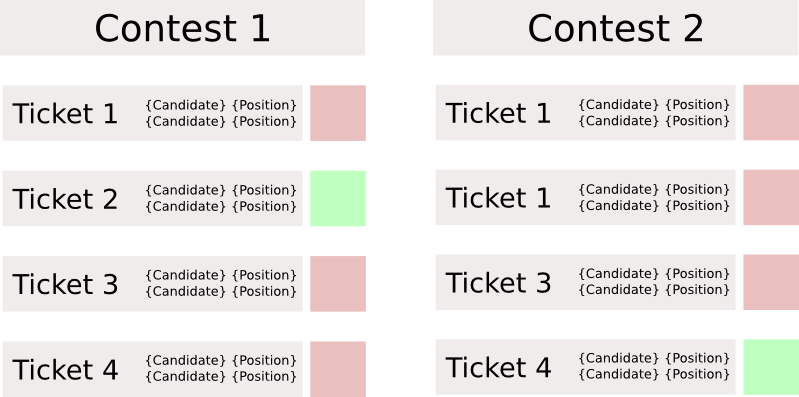 Contest 1
Ticket 1
{Candidate} {Position}
{Candidate} {Position}
Ticket 2
{Candidate} {Position}
{Candidate} {Position}
Ticket 3
{Candidate} {Position}
{Candidate} {Position}
Ticket 4
{Candidate} {Position}
{Candidate} {Position}
Contest 2
Ticket 1
{Candidate} {Position}
{Candidate} {Position}
Ticket 1
{Candidate} {Position}
{Candidate} {Position}
Ticket 3
{Candidate} {Position}
{Candidate} {Position}
Ticket 4
{Candidate} {Position}
{Candidate} {Position}